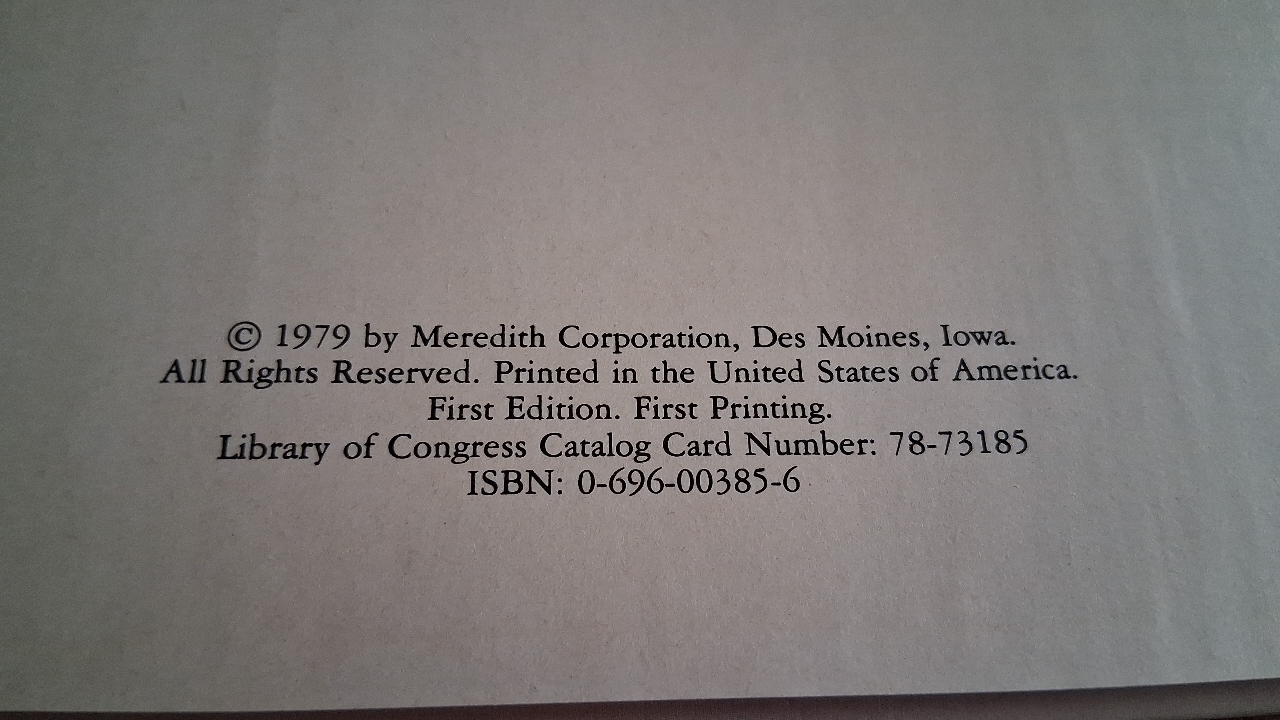 © 1979 by Meredith Corporation, Des Moines, Iowa.
All Rights Reserved. Printed in the United States of America.
First Edition. First Printing.
Library of Congress Catalog Card Number: 78-73185
ISBN: 0-696-00385-6